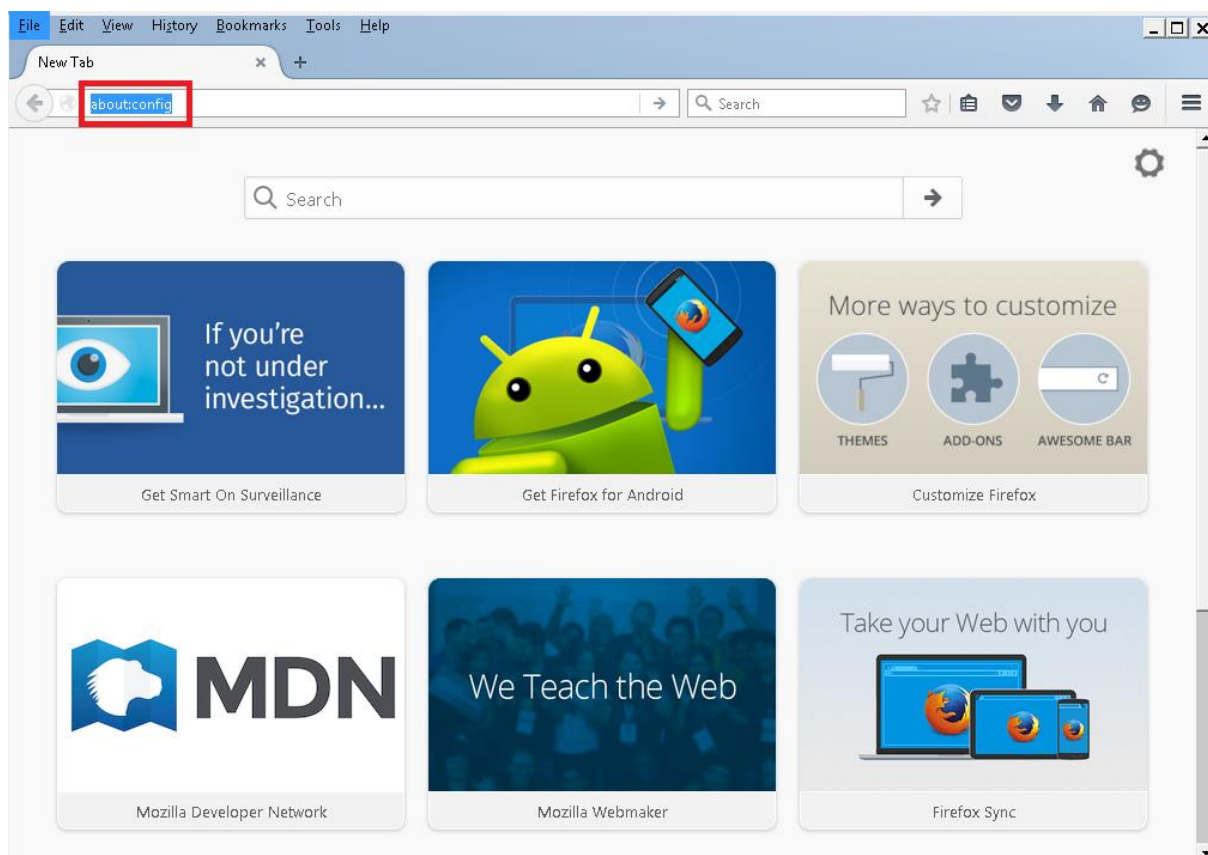 File Edit View History Bookmarks Tools Help
New Tab
about:config
Search
Search
If you're
not under
investigation...
Get Smart On Surveillance
Get Firefox for Android
More ways to customize
THEMES ADD-ONS AWESOME BAR
Customize Firefox
MDN
Mozilla Developer Network
We Teach the Web
Mozilla Webmaker
Take your Web with you
Firefox Sync